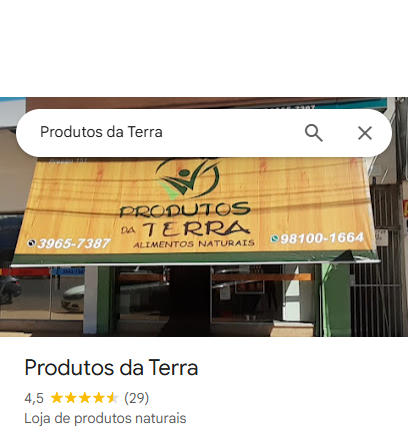 Produtos da Terra
PRODUTOS
DA TERRA
ALIMENTOS NATURAIS
3965-7387
98100-1664
Produtos da Terra
4,5 (29)
Loja de produtos naturais